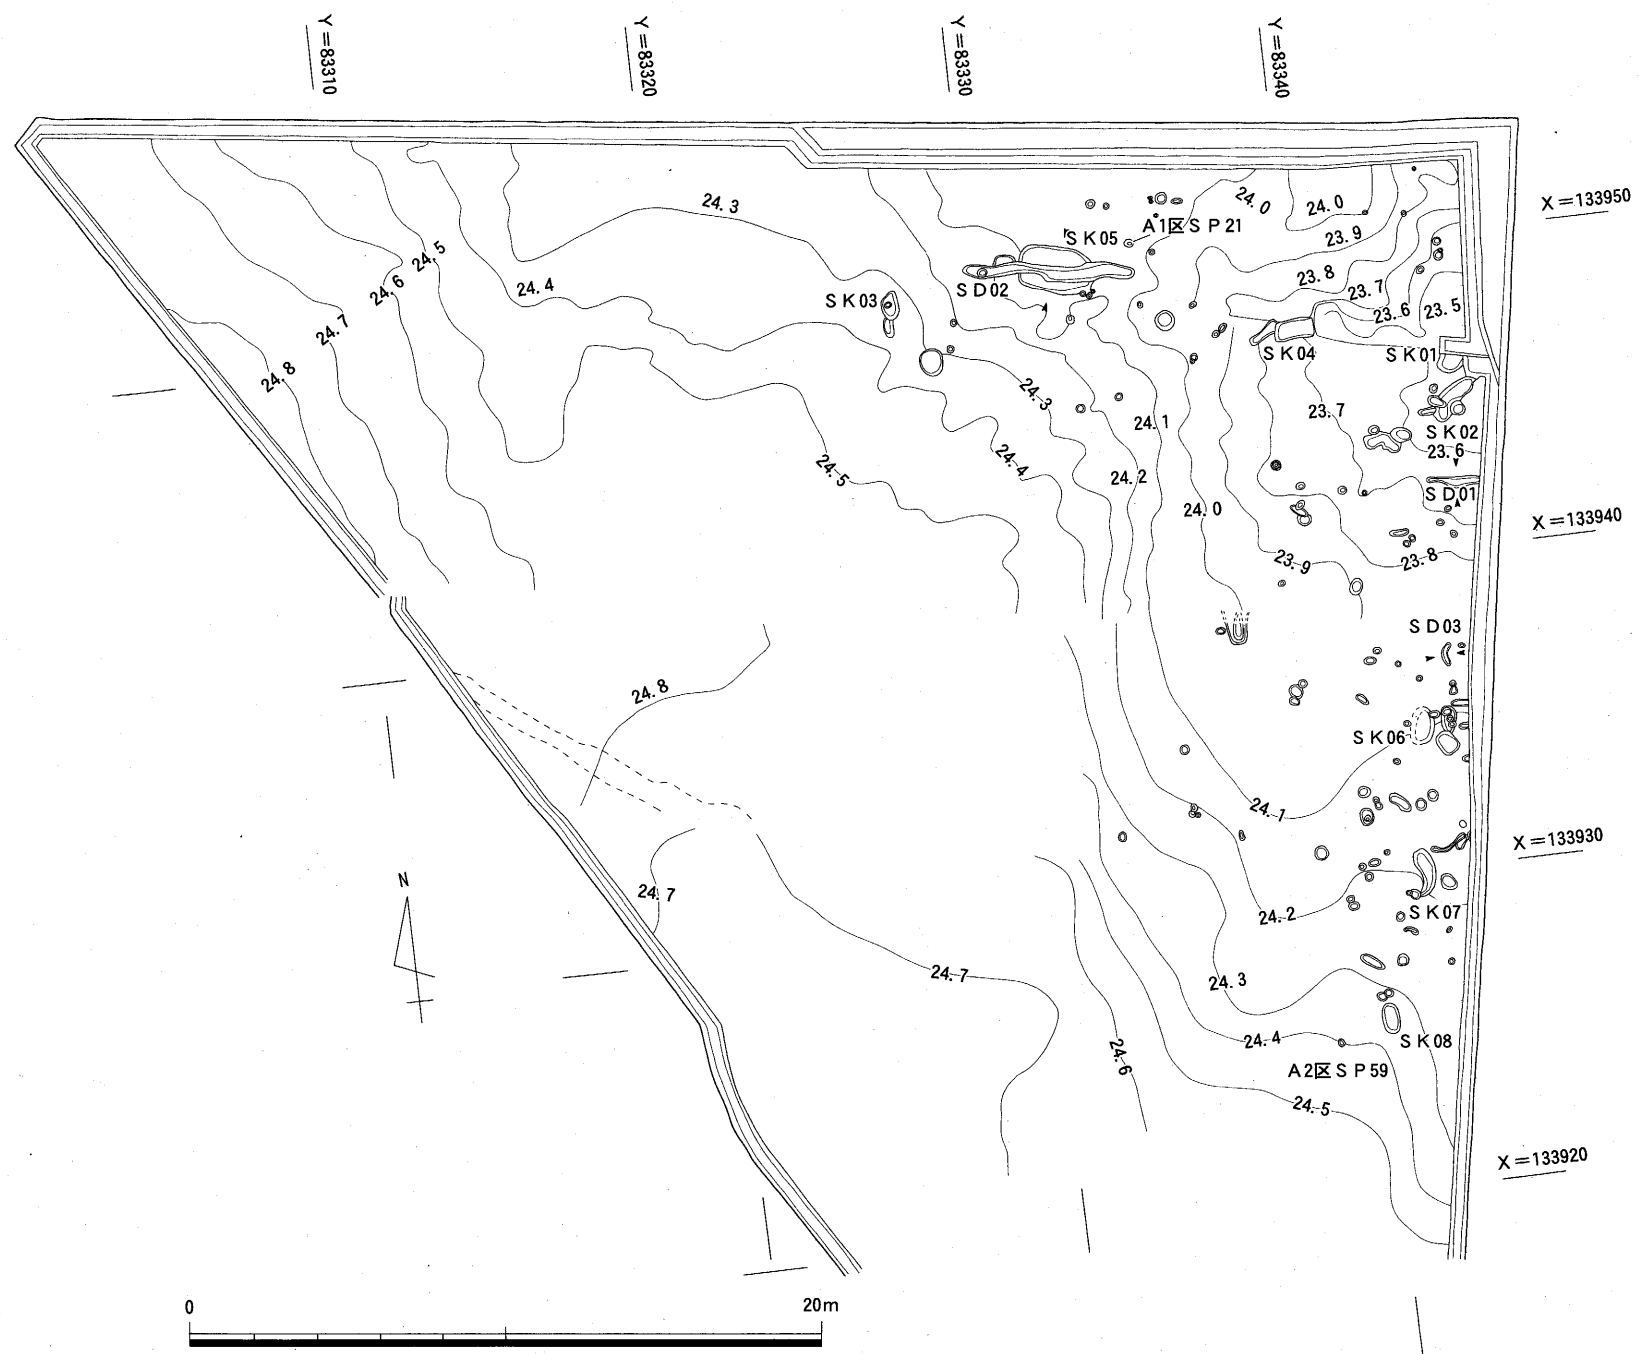 Y=83310
Y=83320
Y=83330
Y=83340
X=133950
24.3
24.0
24.0
A1区SP21
SK05
23.9
24.5
24.6
24.4
SK03
SD02
23.8
23.7
23.6
23.5
24.7
SK04
SK01
24.8
24.3
23.7
24.1
SK02
23.6
24.4
24.5
24.2
SD01
24.0
X=133940
23.9
23.8
SD03
24.8
SK06
24.1
X=133930
24.7
24.2
SK07
N
24.7
24.3
24.4
SK08
24.6
A2区SP59
24.5
X=133920
0
20m